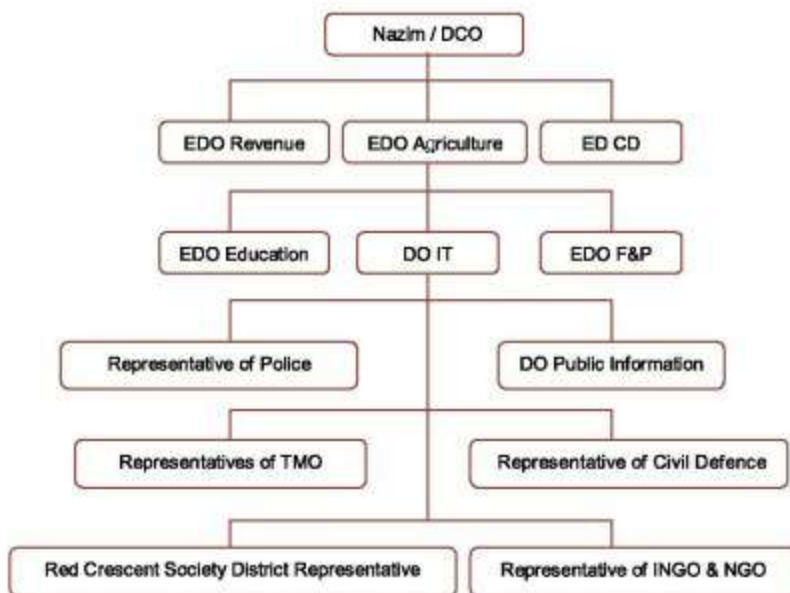 Nazim / DCO
EDO Revenue
EDO Agriculture
ED CD
EDO Education
DO IT
EDO F&P
Representative of Police
DO Public Information
Representatives of TMO
Representative of Civil Defence
Red Crescent Society District Representative
Representative of INGO & NGO